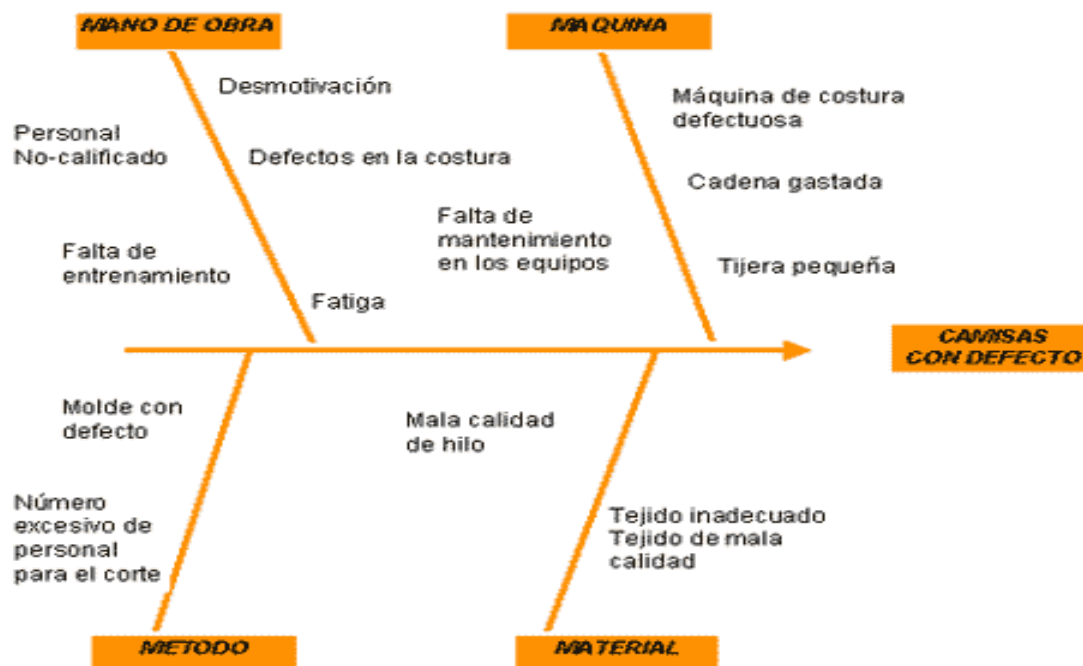 MANO DE OBRA
MAQUINA
Desmotivación
Máquina de costura
defectuosa
Personal
No-calificado
Defectos en la costura
Cadena gastada
Falta de
mantenimiento
en los equipos
Falta de
entrenamiento
Tijera pequeña
Fatiga
CAMISAS
CON DEFECTO
Molde con
defecto
Mala calidad
de hilo
Número
excesivo de
personal
para el corte
Tejido inadecuado
Tejido de mala
calidad
METODO
MATERIAL